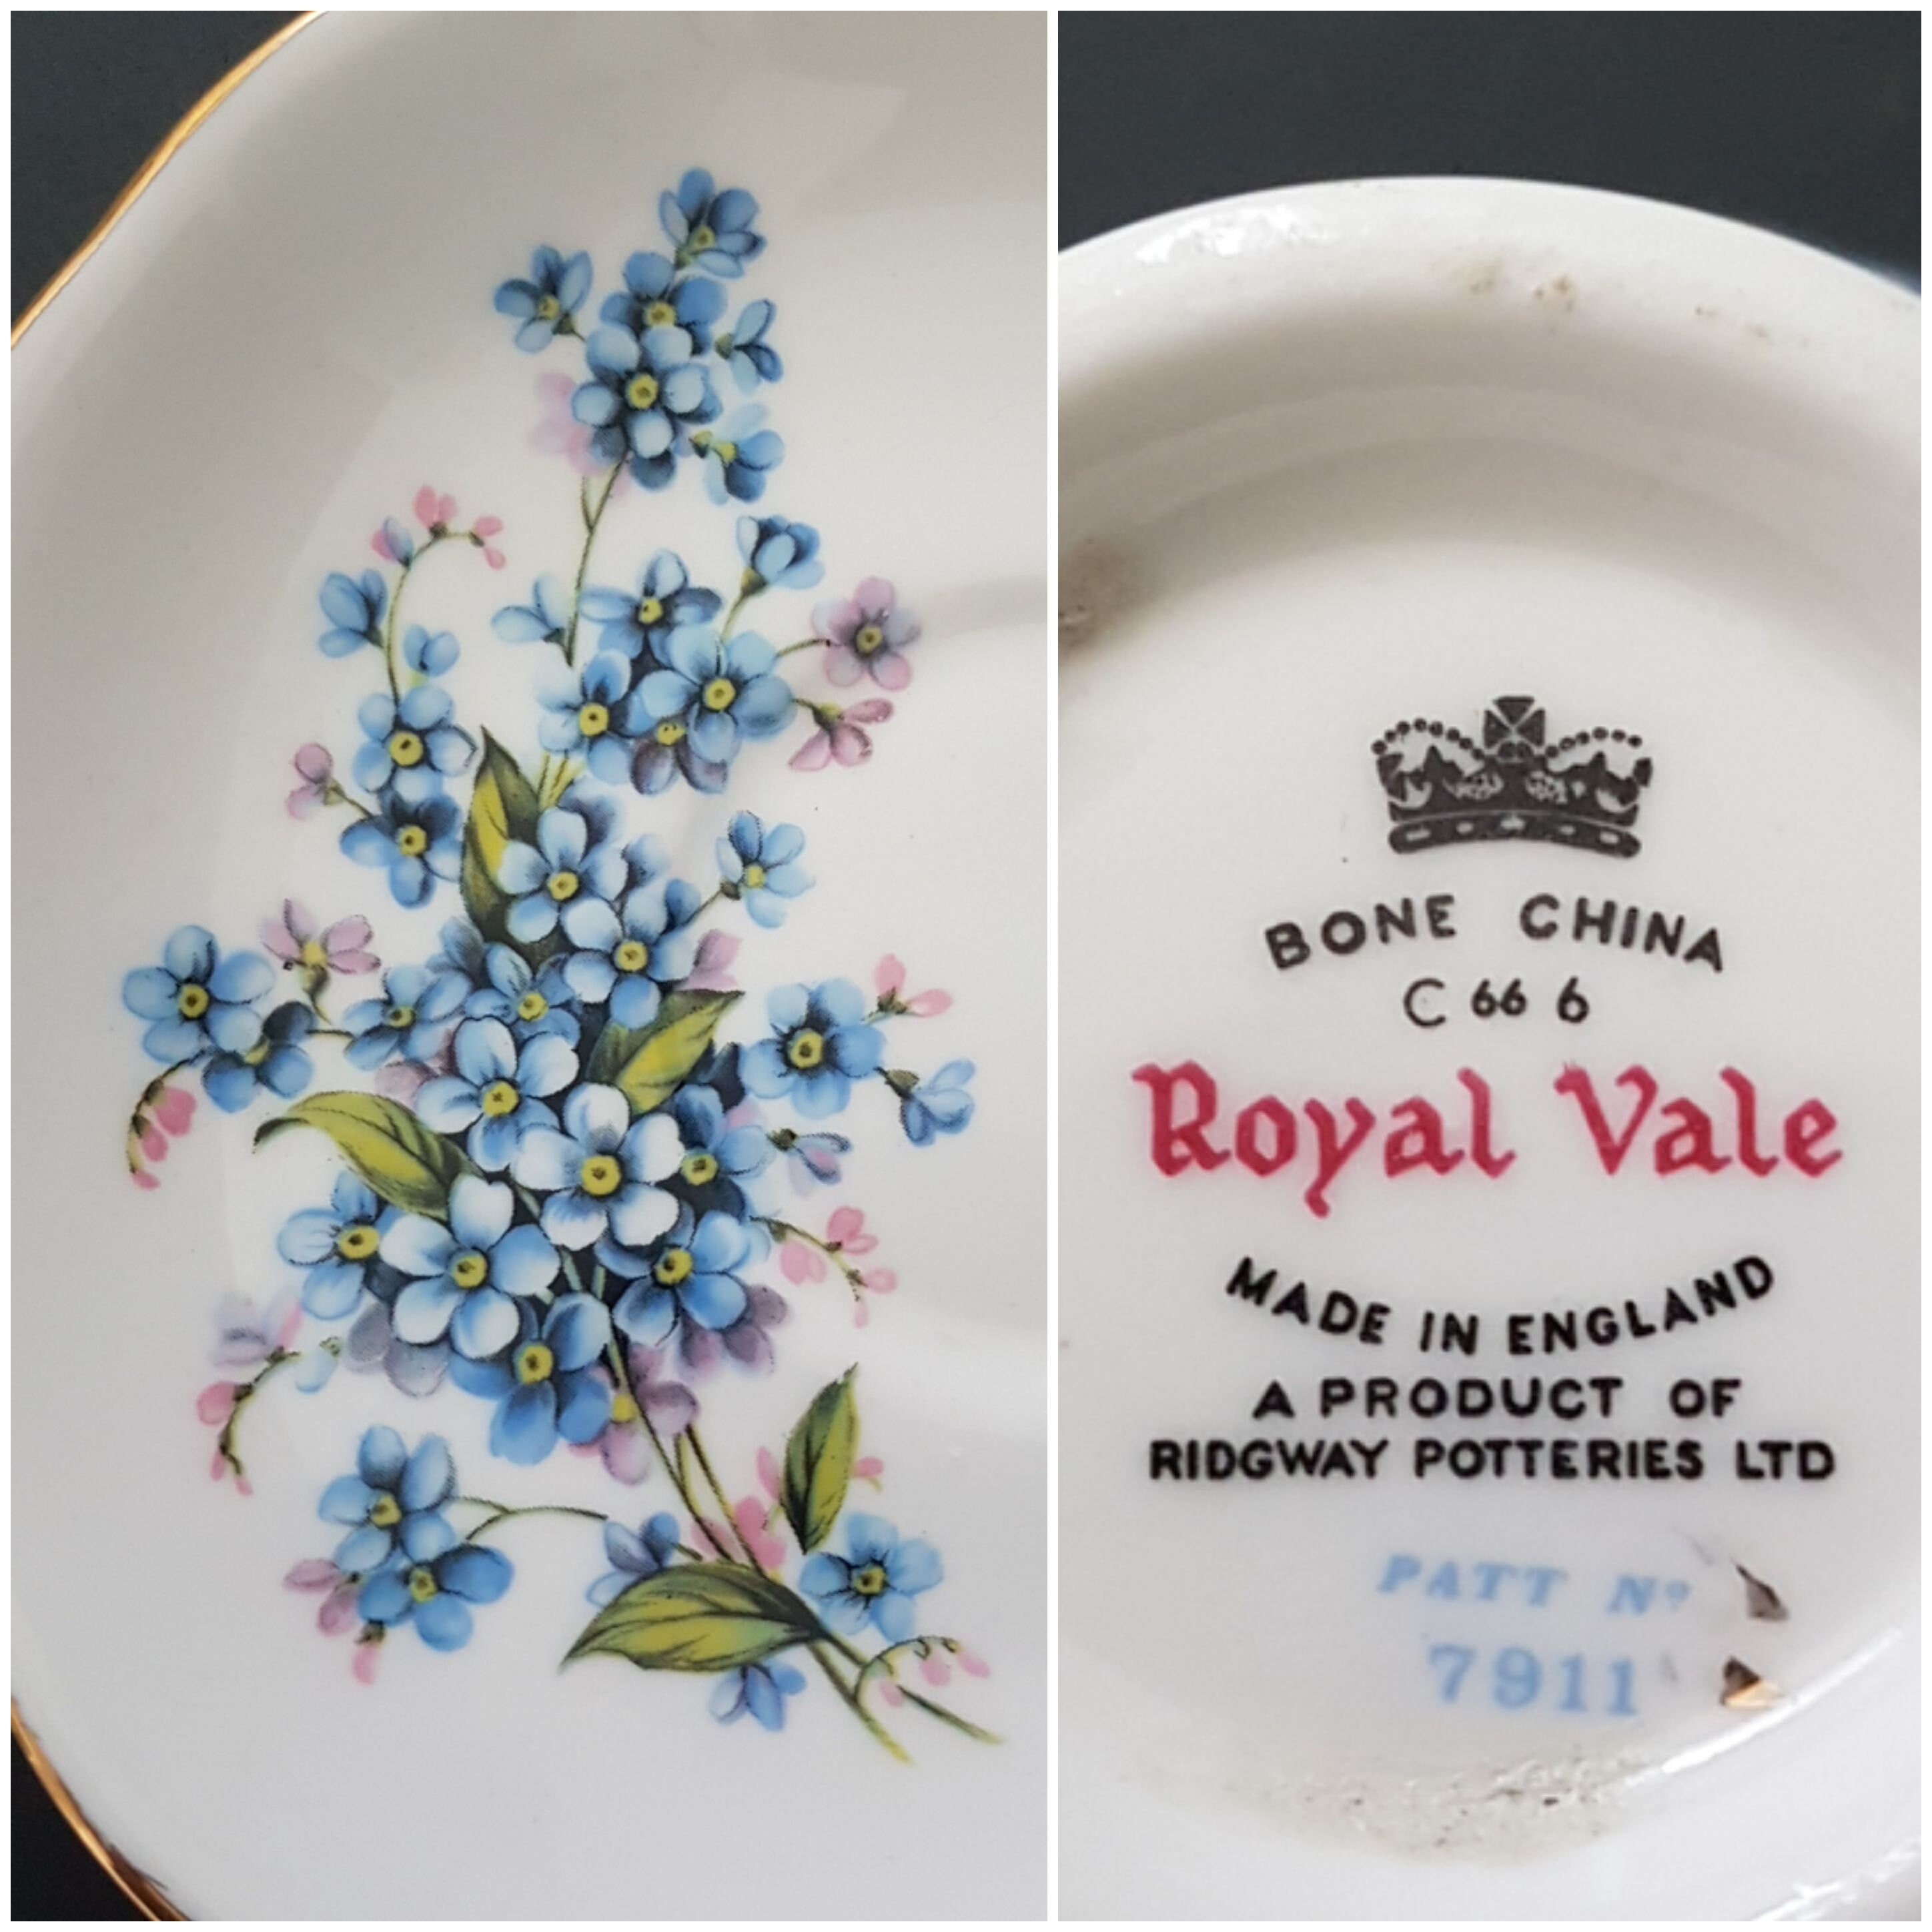 BONE CHINA
C 66 6
Royal Vale
MADE IN ENGLAND
A PRODUCT OF
RIDGWAY POTTERIES LTD
PATT Nº
7911